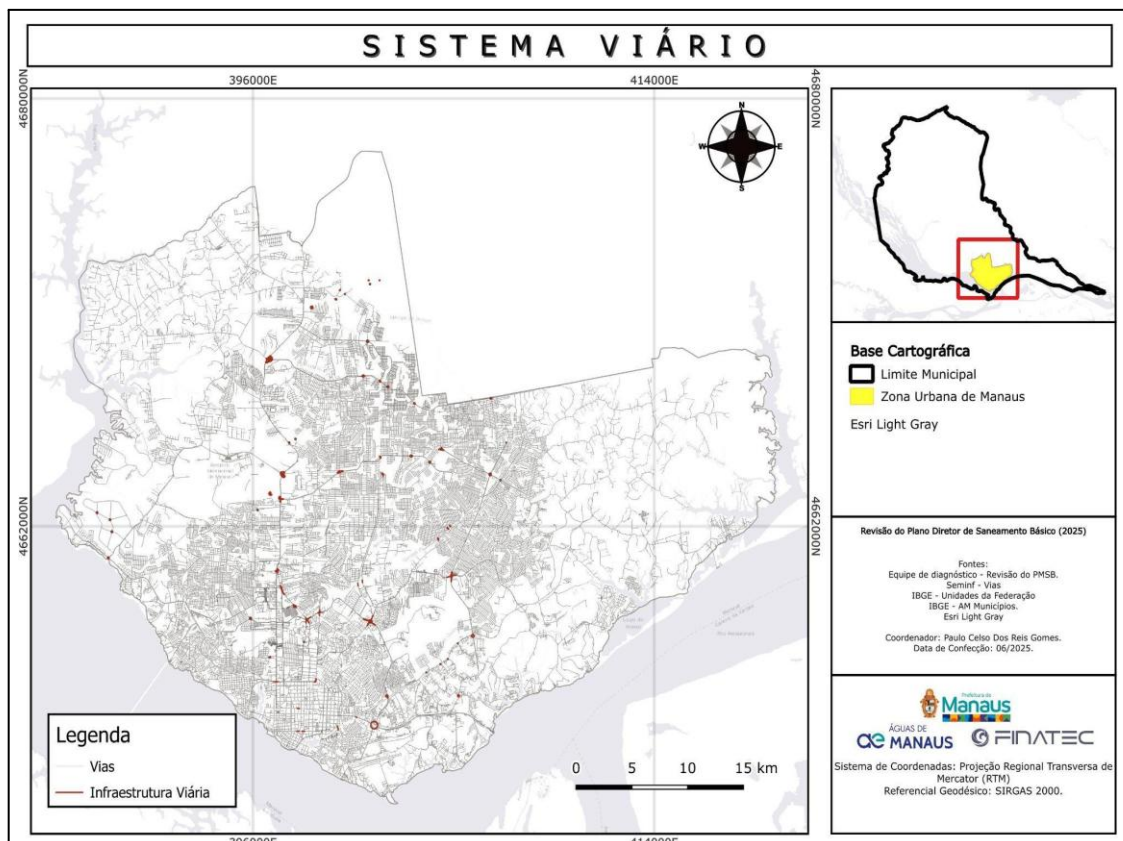 SISTEMA VIÁRIO
396000E
414000E
4680000N
4680000N
N
W
E
S
4662000N
4662000N
Legenda
Vias
Infraestrutura Viária
0 5 10 15 km
Base Cartográfica
Limite Municipal
Zona Urbana de Manaus
Esri Light Gray
Revisão do Plano Diretor de Saneamento Básico (2025)
Fontes:
Equipe de diagnóstico - Revisão do PMSB.
Seminf - Vias
IBGE - Unidades da Federação
IBGE - AM Municípios.
Esri Light Gray
Coordenador: Paulo Celso Dos Reis Gomes.
Data de Confecção: 06/2025.
Prefeitura de
Manaus
ÁGUAS DE
MANAUS
FINATEC
Sistema de Coordenadas: Projeção Regional Transversa de
Mercator (RTM)
Referencial Geodésico: SIRGAS 2000.